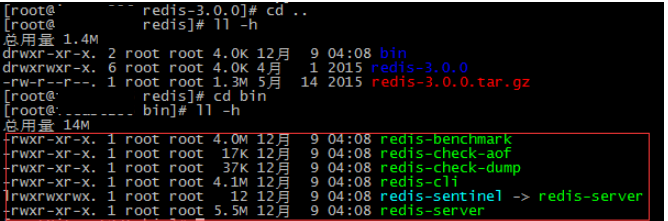 [root@ redis-3.0.0]# cd ..
[root@ redis]# ll -h
总用量 1.4M
drwxr-xr-x. 2 root root 4.0K 12月 9 04:08 bin
drwxrwxr-x. 6 root root 4.0K 4月 1 2015 redis-3.0.0
-rw-r--r--. 1 root root 1.3M 5月 14 2015 redis-3.0.0.tar.gz
[root@ redis]# cd bin
[root@ bin]# ll -h
总用量 14M
-rwxr-xr-x. 1 root root 4.0M 12月 9 04:08 redis-benchmark
-rwxr-xr-x. 1 root root 17K 12月 9 04:08 redis-check-aof
-rwxr-xr-x. 1 root root 37K 12月 9 04:08 redis-check-dump
-rwxr-xr-x. 1 root root 4.1M 12月 9 04:08 redis-cli
lrwxrwxrwx. 1 root root 12 12月 9 04:08 redis-sentinel -> redis-server
-rwxr-xr-x. 1 root root 5.5M 12月 9 04:08 redis-server